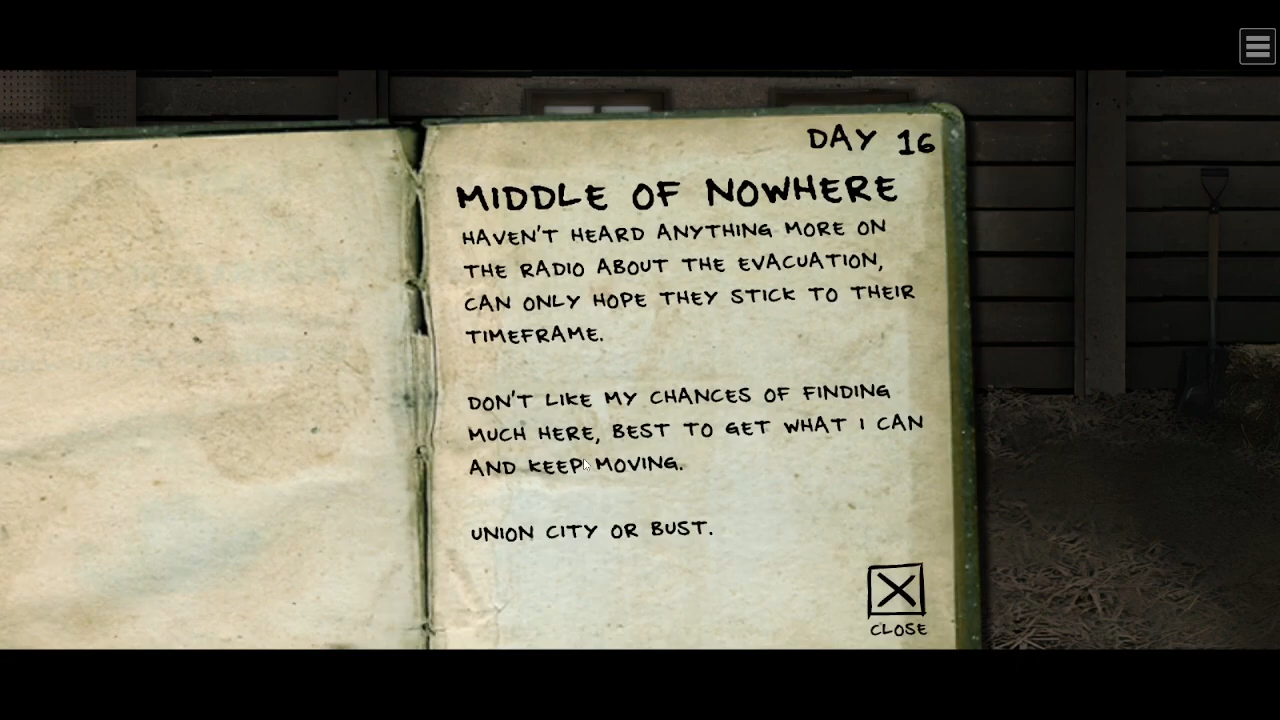 DAY 16
MIDDLE OF NOWHERE
HAVEN'T HEARD ANYTHING MORE ON
THE RADIO ABOUT THE EVACUATION,
CAN ONLY HOPE THEY STICK TO THEIR
TIMEFRAME.
DON'T LIKE MY CHANCES OF FINDING
MUCH HERE, BEST TO GET WHAT I CAN
AND KEEP MOVING.
UNION CITY OR BUST.
CLOSE